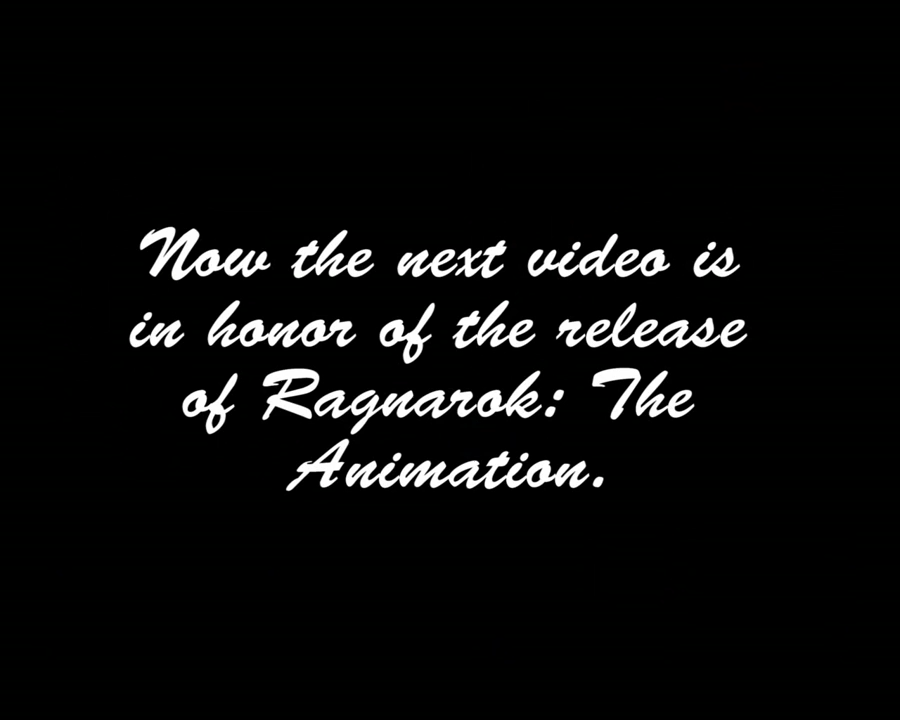 Now the next video is
in honor of the release
of Ragnarok: The
Animation.